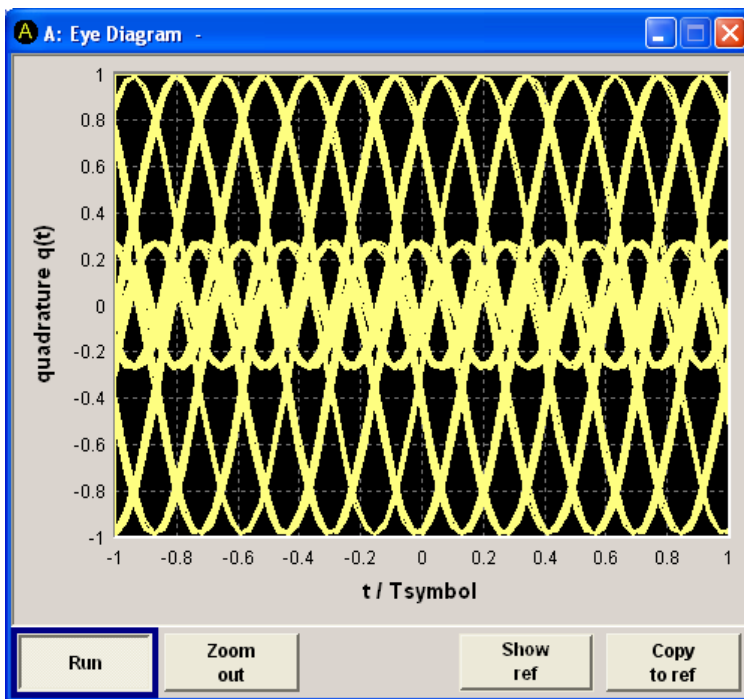 A A: Eye Diagram -
1
0.8
0.6
0.4
0.2
0
-0.2
-0.4
-0.6
-0.8
-1
quadrature q(t)
-1 -0.8 -0.6 -0.4 -0.2 0 0.2 0.4 0.6 0.8 1
t / Tsymbol
Run
Zoom
out
Show
ref
Copy
to ref